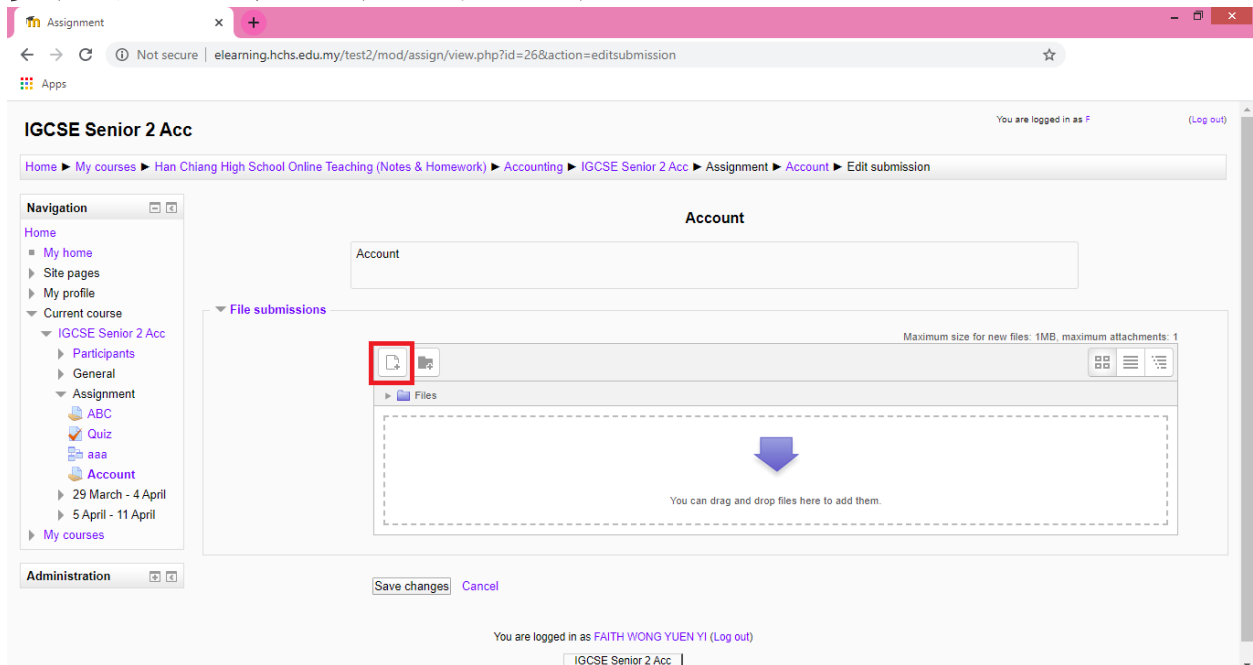 Assignment
Not secure | elearning.hchs.edu.my/test2/mod/assign/view.php?id=26&action=editsubmission
Apps
IGCSE Senior 2 Acc
You are logged in as F (Log out)
Home ► My courses ► Han Chiang High School Online Teaching (Notes & Homework) ► Accounting ► IGCSE Senior 2 Acc ► Assignment ► Account ► Edit submission
Navigation
Home
My home
Site pages
My profile
Current course
IGCSE Senior 2 Acc
Participants
General
Assignment
ABC
Quiz
aaa
Account
29 March - 4 April
5 April - 11 April
My courses
Administration
Account
Account
File submissions
Maximum size for new files: 1MB, maximum attachments: 1
Files
You can drag and drop files here to add them.
Save changes Cancel
You are logged in as FAITH WONG YUEN YI (Log out)
IGCSE Senior 2 Acc